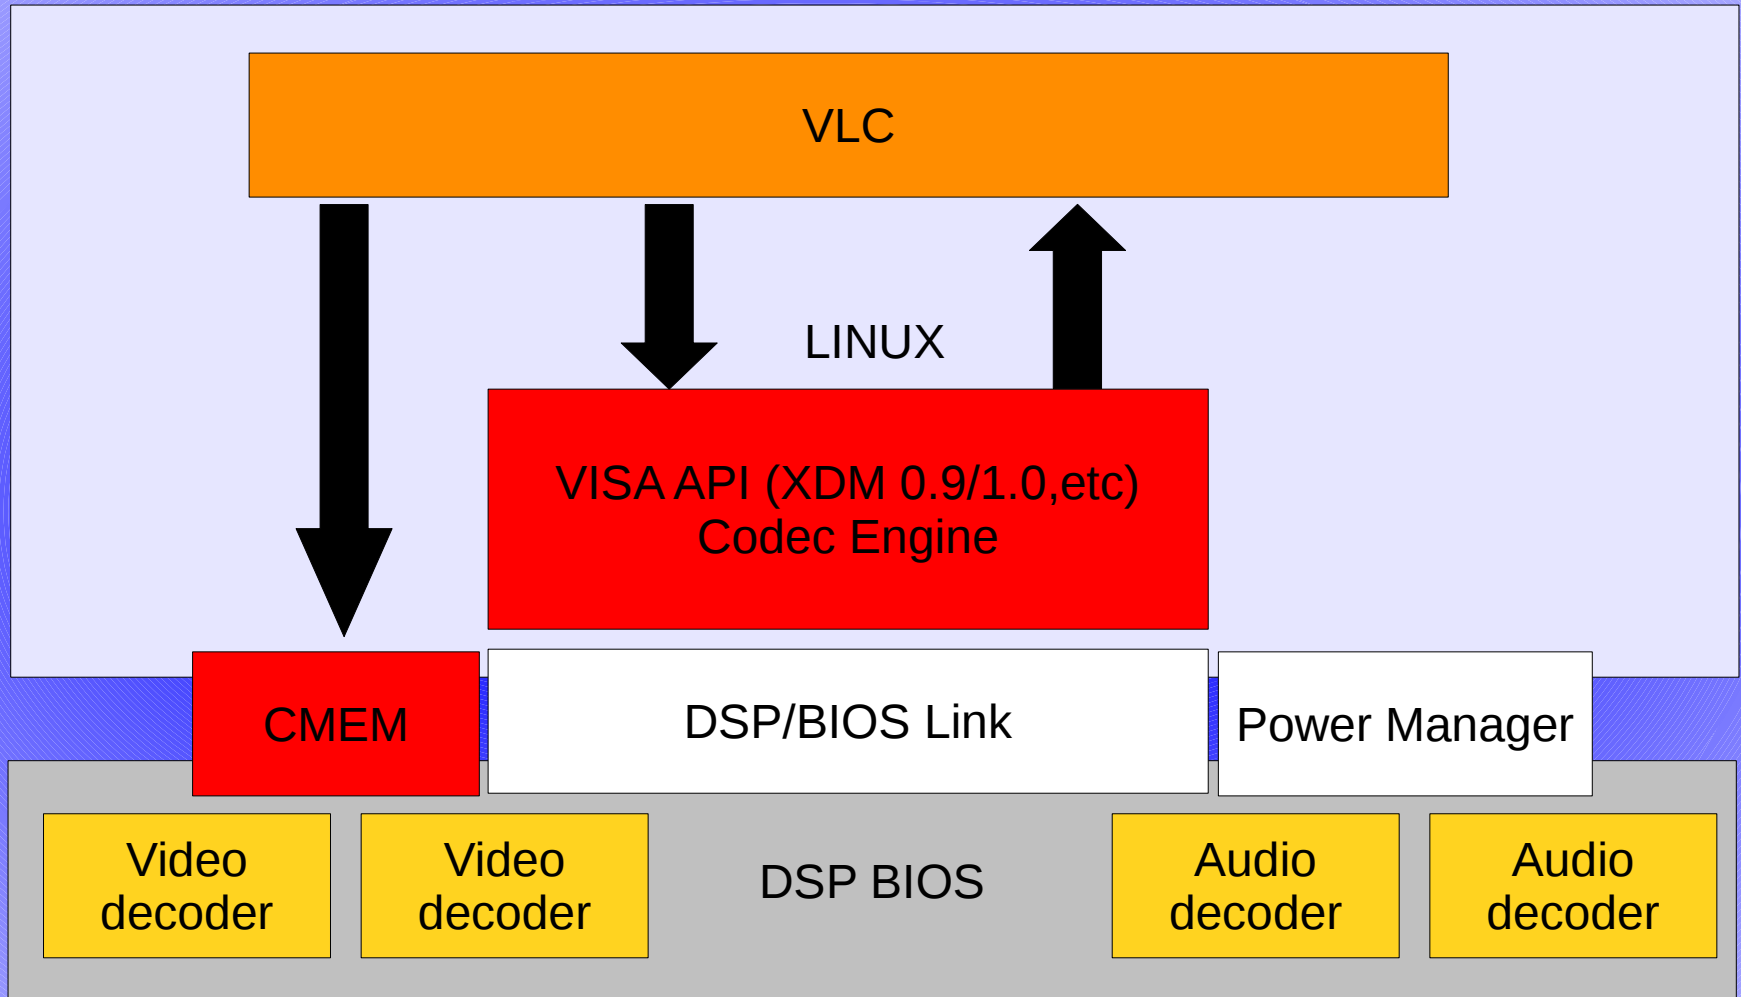 VLC
LINUX
VISA API (XDM 0.9/1.0,etc)
Codec Engine
CMEM
DSP/BIOS Link
Power Manager
Video
decoder
Video
decoder
DSP BIOS
Audio
decoder
Audio
decoder